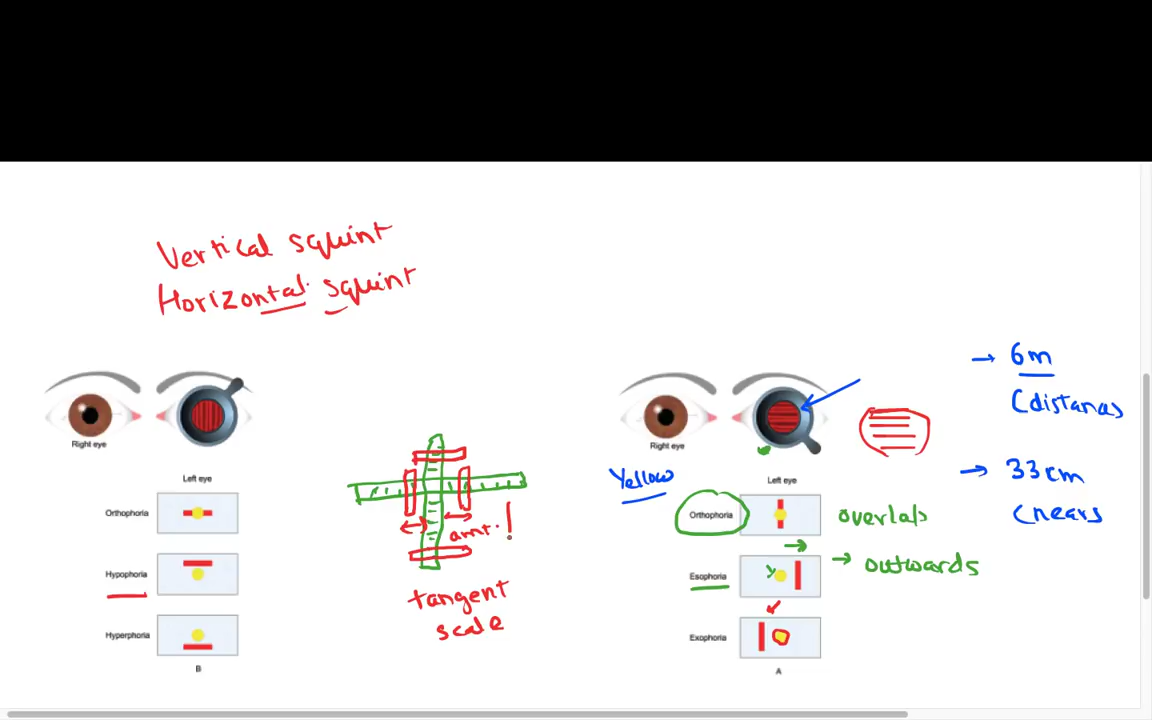 Vertical squint
Horizontal squint
Right eye
Left eye
Orthophoria
Hypophoria
Hyperphoria
B
amt.
tangent
scale
Right eye
Yellow
Left eye
Orthophoria
overlap
Esophoria
→ outwards
Exophoria
A
→ 6m
(distance)
→ 33cm
(near)